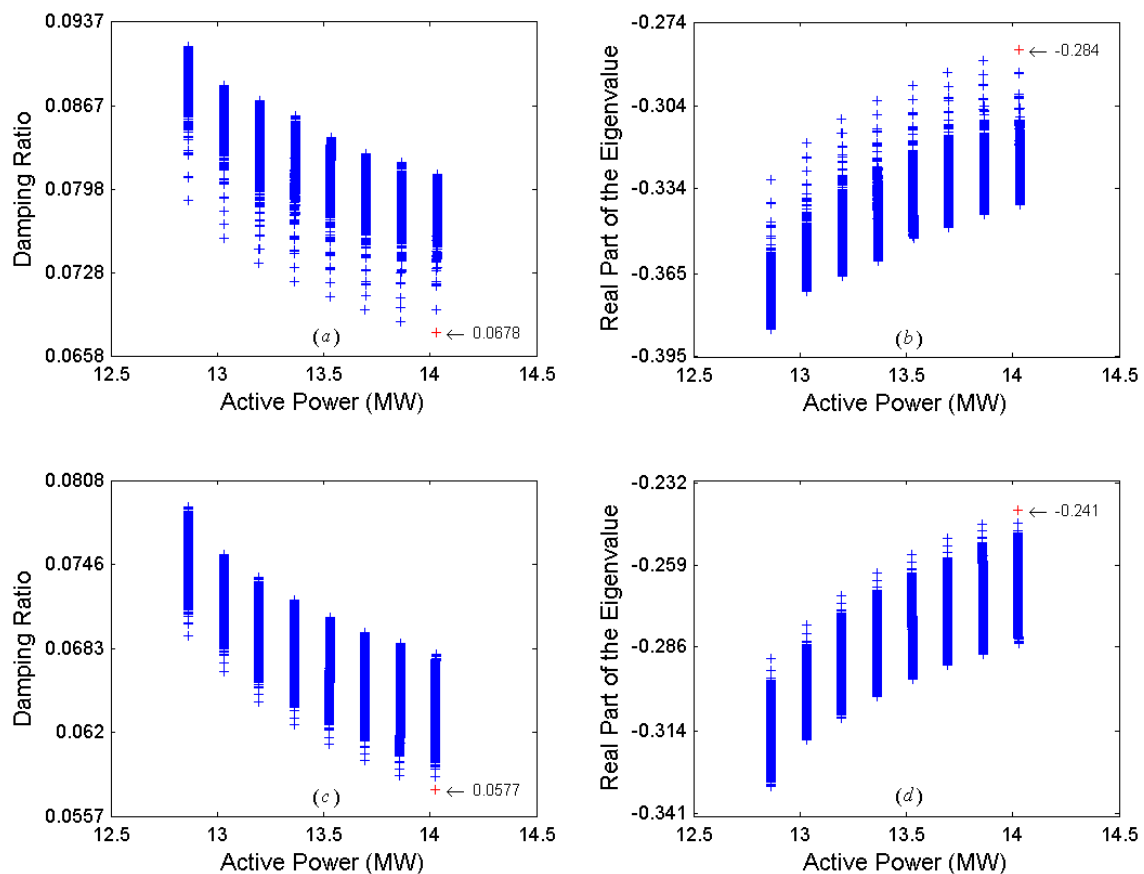 0.0937
0.0867
0.0798
0.0728
0.0658
Damping Ratio
(a)
← 0.0678
12.5 13 13.5 14 14.5
Active Power (MW)
-0.274
-0.304
-0.334
-0.365
-0.395
Real Part of the Eigenvalue
(b)
← -0.284
12.5 13 13.5 14 14.5
Active Power (MW)
0.0808
0.0746
0.0683
0.062
0.0557
Damping Ratio
(c)
← 0.0577
12.5 13 13.5 14 14.5
Active Power (MW)
-0.232
-0.259
-0.286
-0.314
-0.341
Real Part of the Eigenvalue
(d)
← -0.241
12.5 13 13.5 14 14.5
Active Power (MW)